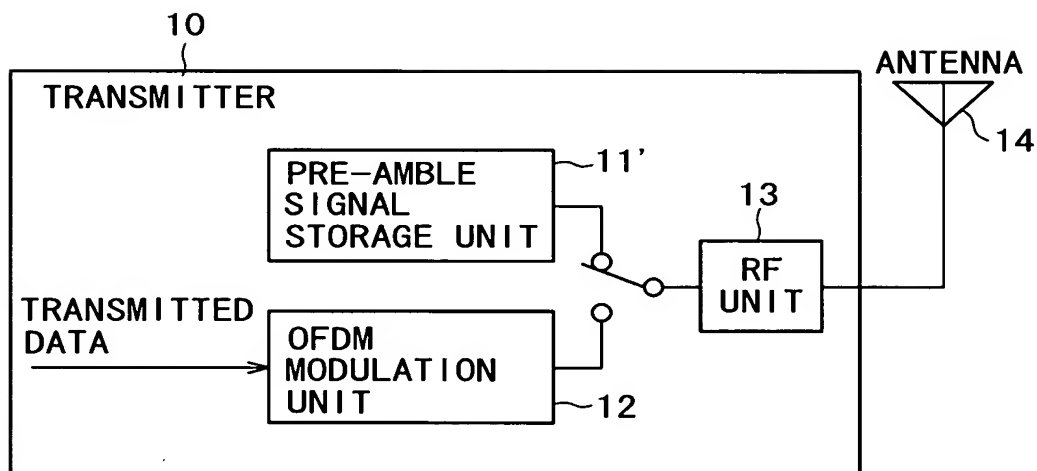 10
TRANSMITTER
ANTENNA
14
PRE-AMBLE
SIGNAL
STORAGE UNIT
11'
13
RF
UNIT
TRANSMITTED
DATA
OFDM
MODULATION
UNIT
12